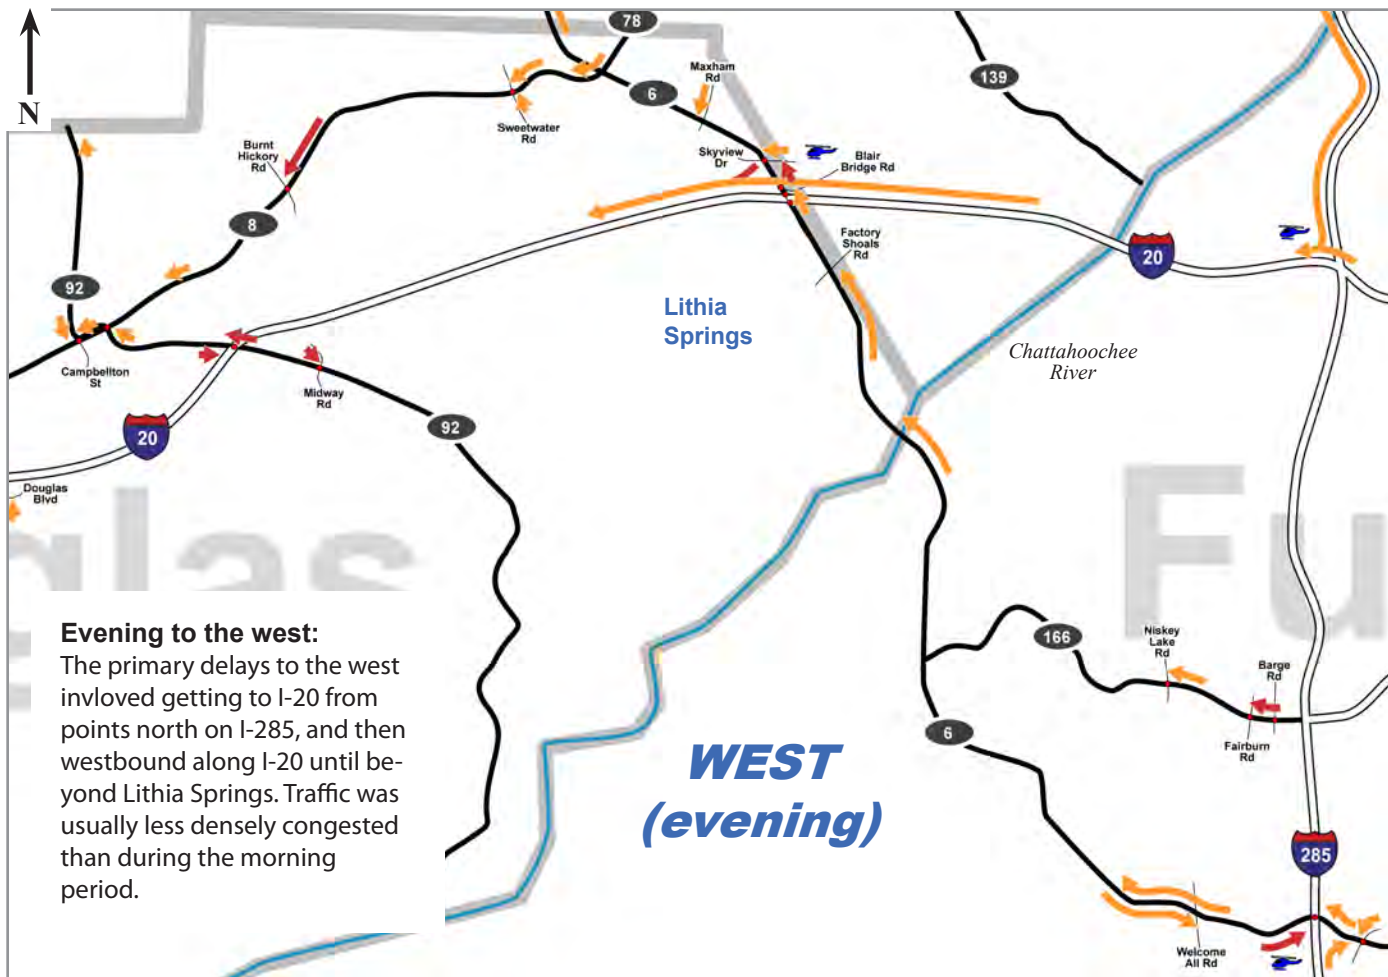 N
78
Maxham
Rd
6
139
Sweetwater
Rd
Burnt
Hickory
Rd
Skyview
Dr
Blair
Bridge Rd
8
Factory
Shoals
Rd
20
92
Lithia
Springs
Chattahoochee
River
Campbellton
St
Midway
Rd
20
92
Douglas
Blvd
glas
Fu
Evening to the west:
The primary delays to the west
invloved getting to I-20 from
points north on I-285, and then
westbound along I-20 until be-
yond Lithia Springs. Traffic was
usually less densely congested
than during the morning
period.
166
Niskey
Lake
Rd
Barge
Rd
Fairburn
Rd
6
WEST
(evening)
285
Welcome
All Rd